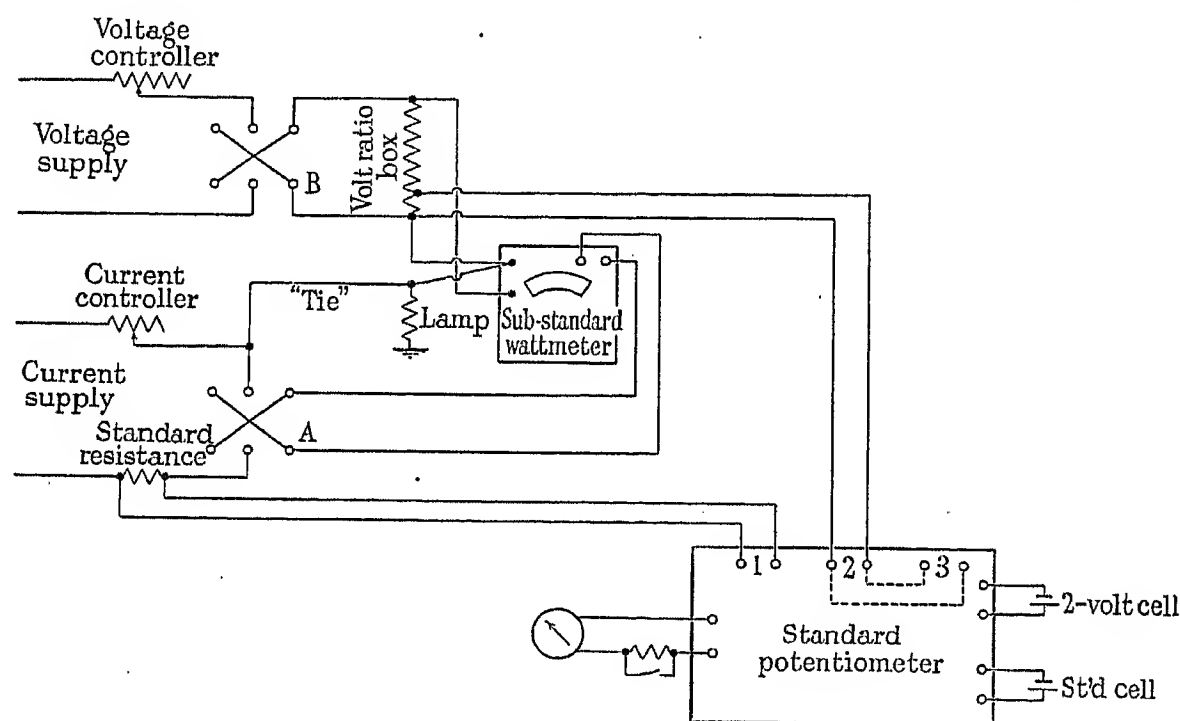 Voltage
controller
Voltage
supply
B
Volt ratio
box
Current
controller
"Tie"
Lamp
Sub-standard
wattmeter
Current
supply
A
Standard
resistance
1
2
3
2-volt cell
Standard
potentiometer
St'd cell